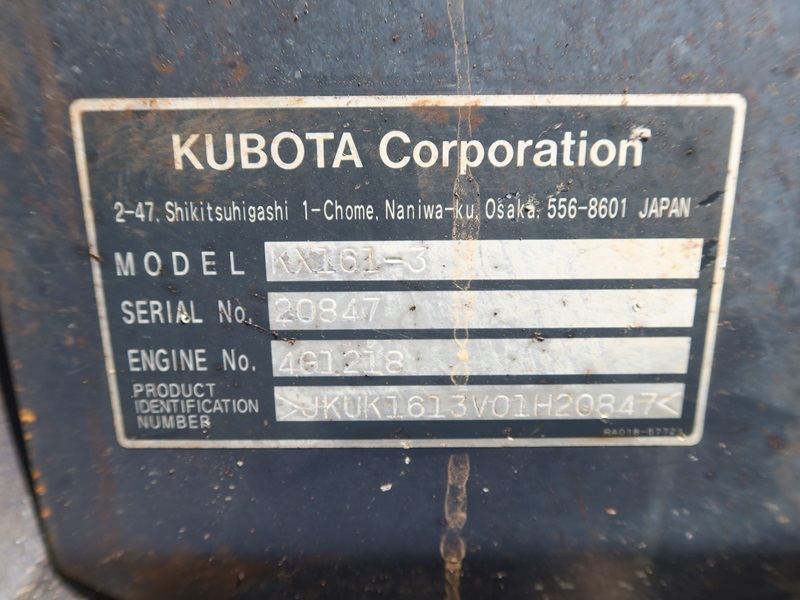 KUBOTA Corporation
2-47, Shikitsuhigashi 1-Chome, Naniwa-ku, Osaka, 556-8601 JAPAN
MODEL KX161-3
SERIAL No. 20847
ENGINE No. 4G1218
PRODUCT
IDENTIFICATION
NUMBER >JKUK1613V01H20847<